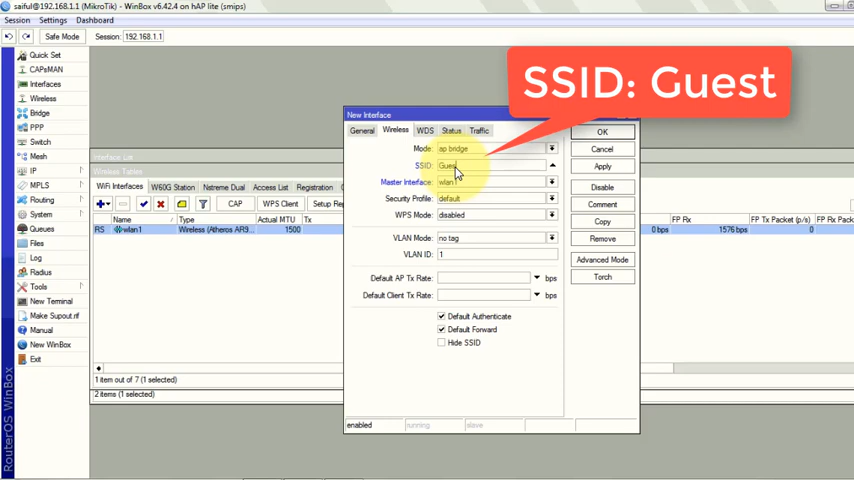 saiful@192.168.1.1 (MikroTik) - WinBox v6.42.4 on hAP lite (smips)
Session Settings Dashboard
Safe Mode Session: 192.168.1.1
SSID: Guest
Quick Set
CAPsMAN
Interfaces
Wireless
Bridge
PPP
Switch
Mesh
IP
MPLS
Routing
System
Queues
Files
Log
Radius
Tools
New Terminal
Make Supout.rif
Manual
New WinBox
Exit
RouterOS WinBox
Interface List
Wireless Tables
WiFi Interfaces W60G Station Nstreme Dual Access List Registration
CAP WPS Client Setup Rep
Name Type Actual MTU Tx FP Rx FP Tx Packet (p/s)
RS wlan1 Wireless (Atheros AR9... 1500 0 bps 1576 bps 0
1 item out of 7 (1 selected)
2 items (1 selected)
New Interface
General Wireless WDS Status Traffic
Mode: ap bridge
SSID: Gues
Master Interface: wlan1
Security Profile: default
WPS Mode: disabled
VLAN Mode: no tag
VLAN ID: 1
Default AP Tx Rate: bps
Default Client Tx Rate: bps
Default Authenticate
Default Forward
Hide SSID
OK
Cancel
Apply
Disable
Comment
Copy
Remove
Advanced Mode
Torch
enabled running slave